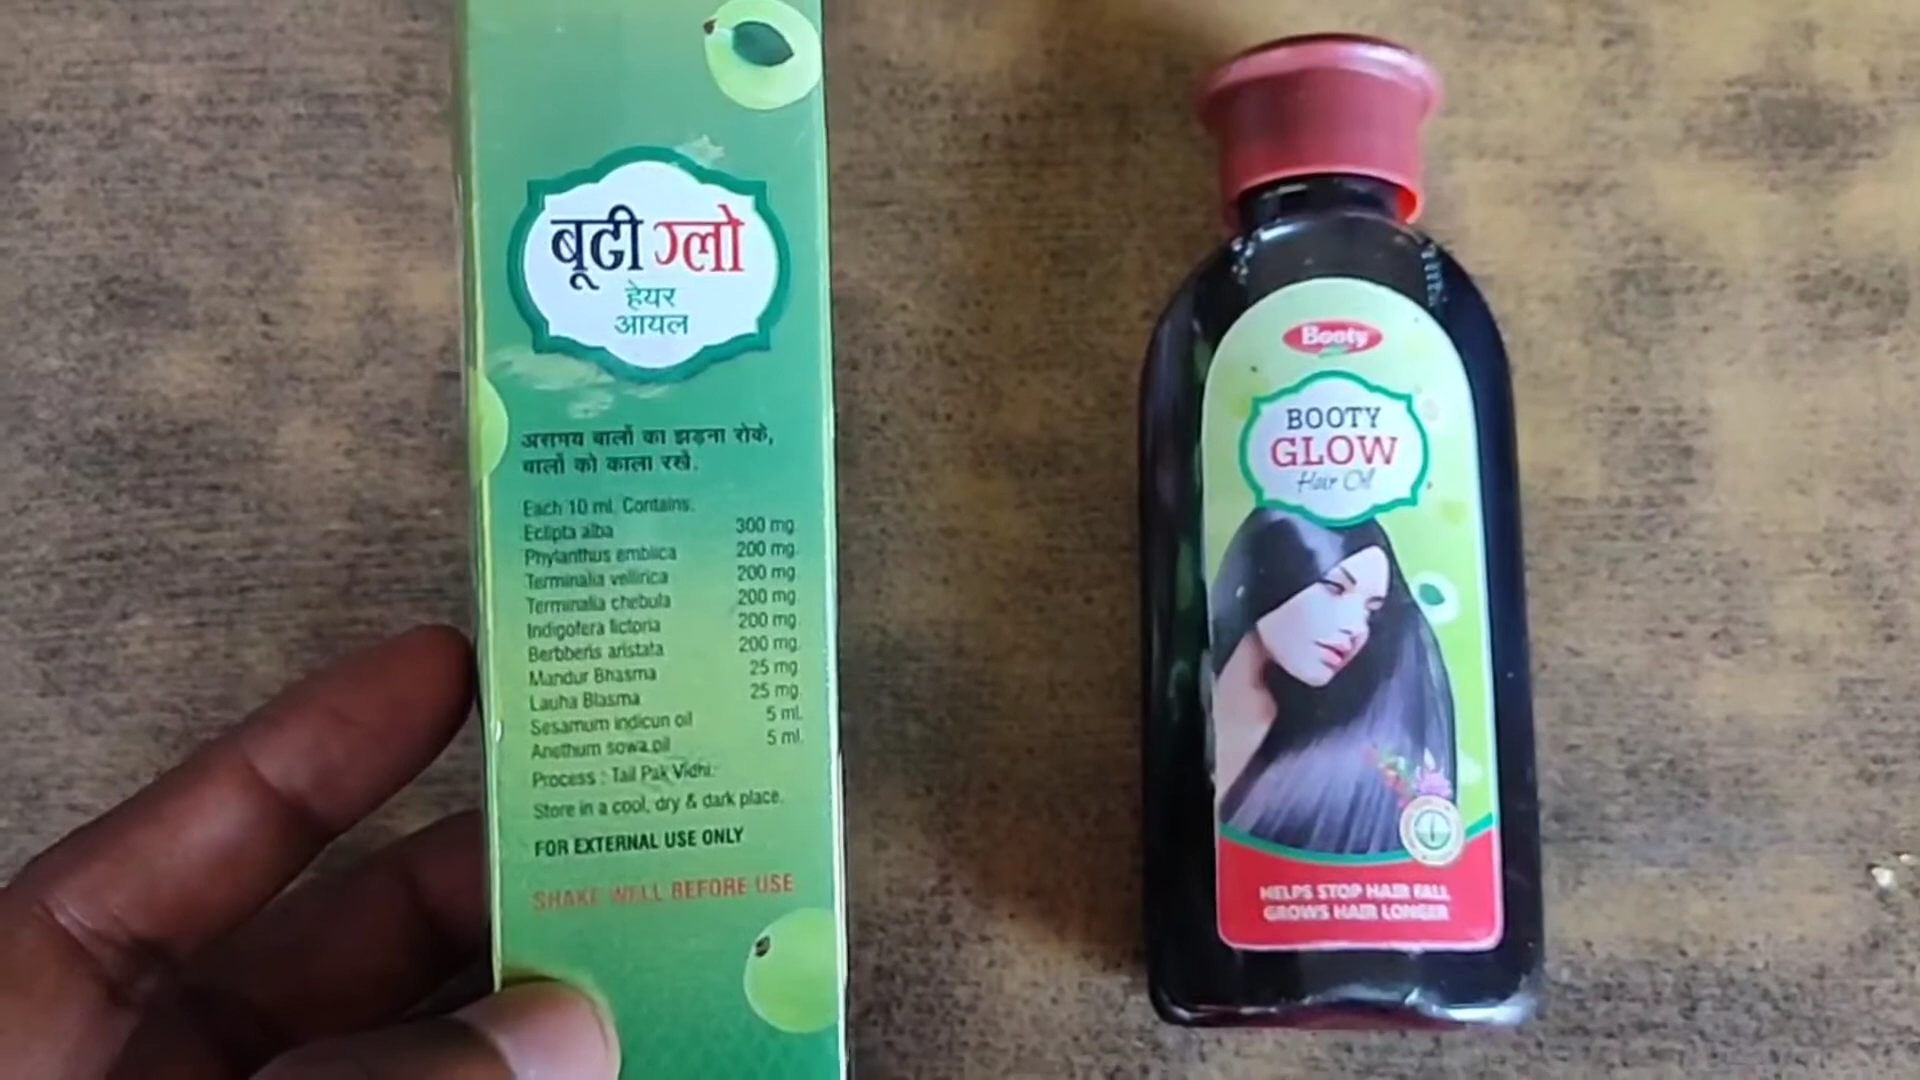 बूटी ग्लो
हेयर
आयल
असमय बालों का झड़ना रोके,
बालों को काला रखें.
Each 10 ml. Contains.
Eclipta alba 300 mg.
Phylanthus emblica 200 mg.
Terminalia vellirica 200 mg.
Terminalia chebula 200 mg.
Indigofera tictoria 200 mg.
Berbberis aristata 200 mg.
Mandur Bhasma 25 mg.
Lauha Blasma 25 mg.
Sesamum indicun oil 5 ml.
Anethum sowa oil 5 ml.
Process : Tail Pak Vidhi.
Store in a cool, dry & dark place.
FOR EXTERNAL USE ONLY
SHAKE WELL BEFORE USE
Booty
BOOTY
GLOW
Hair Oil
HELPS STOP HAIR FALL
GROWS HAIR LONGER